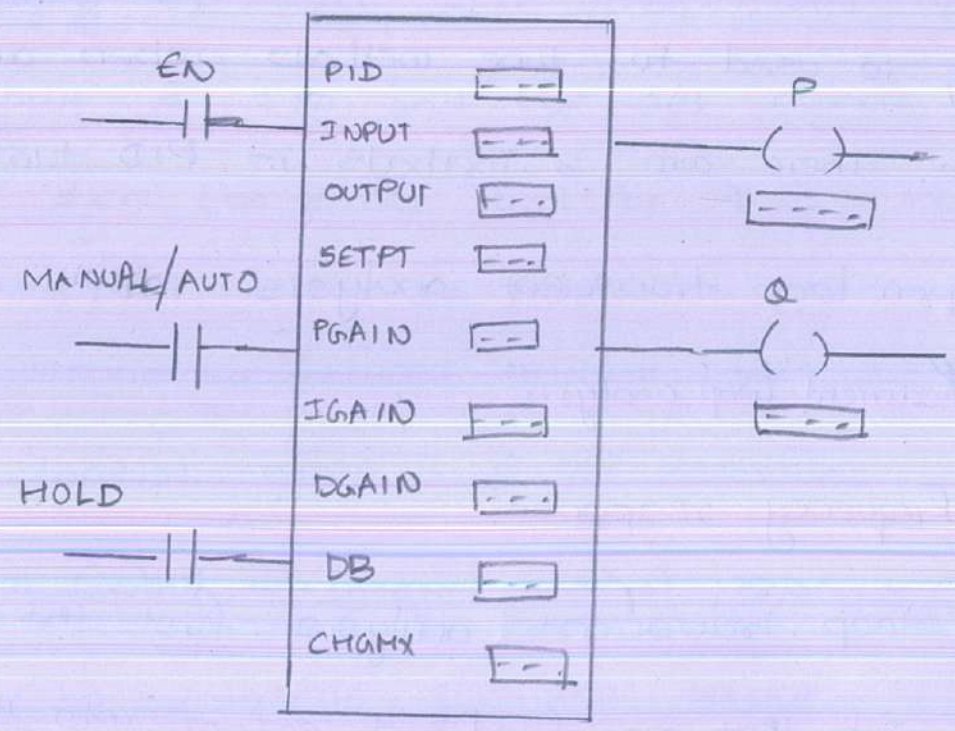 EN
MANUAL/AUTO
HOLD
PID
INPUT
OUTPUT
SETPT
PGAIN
IGAIN
DGAIN
DB
CHGMX
P
Q